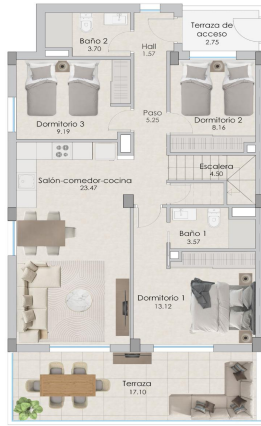 Terraza de
acceso
2.75
Baño 2
3.70
Hall
1.57
Dormitorio 3
9.19
Paso
5.25
Dormitorio 2
8.16
Escalera
4.50
Salón-comedor-cocina
23.47
Baño 1
3.57
Dormitorio 1
13.12
Terraza
17.10